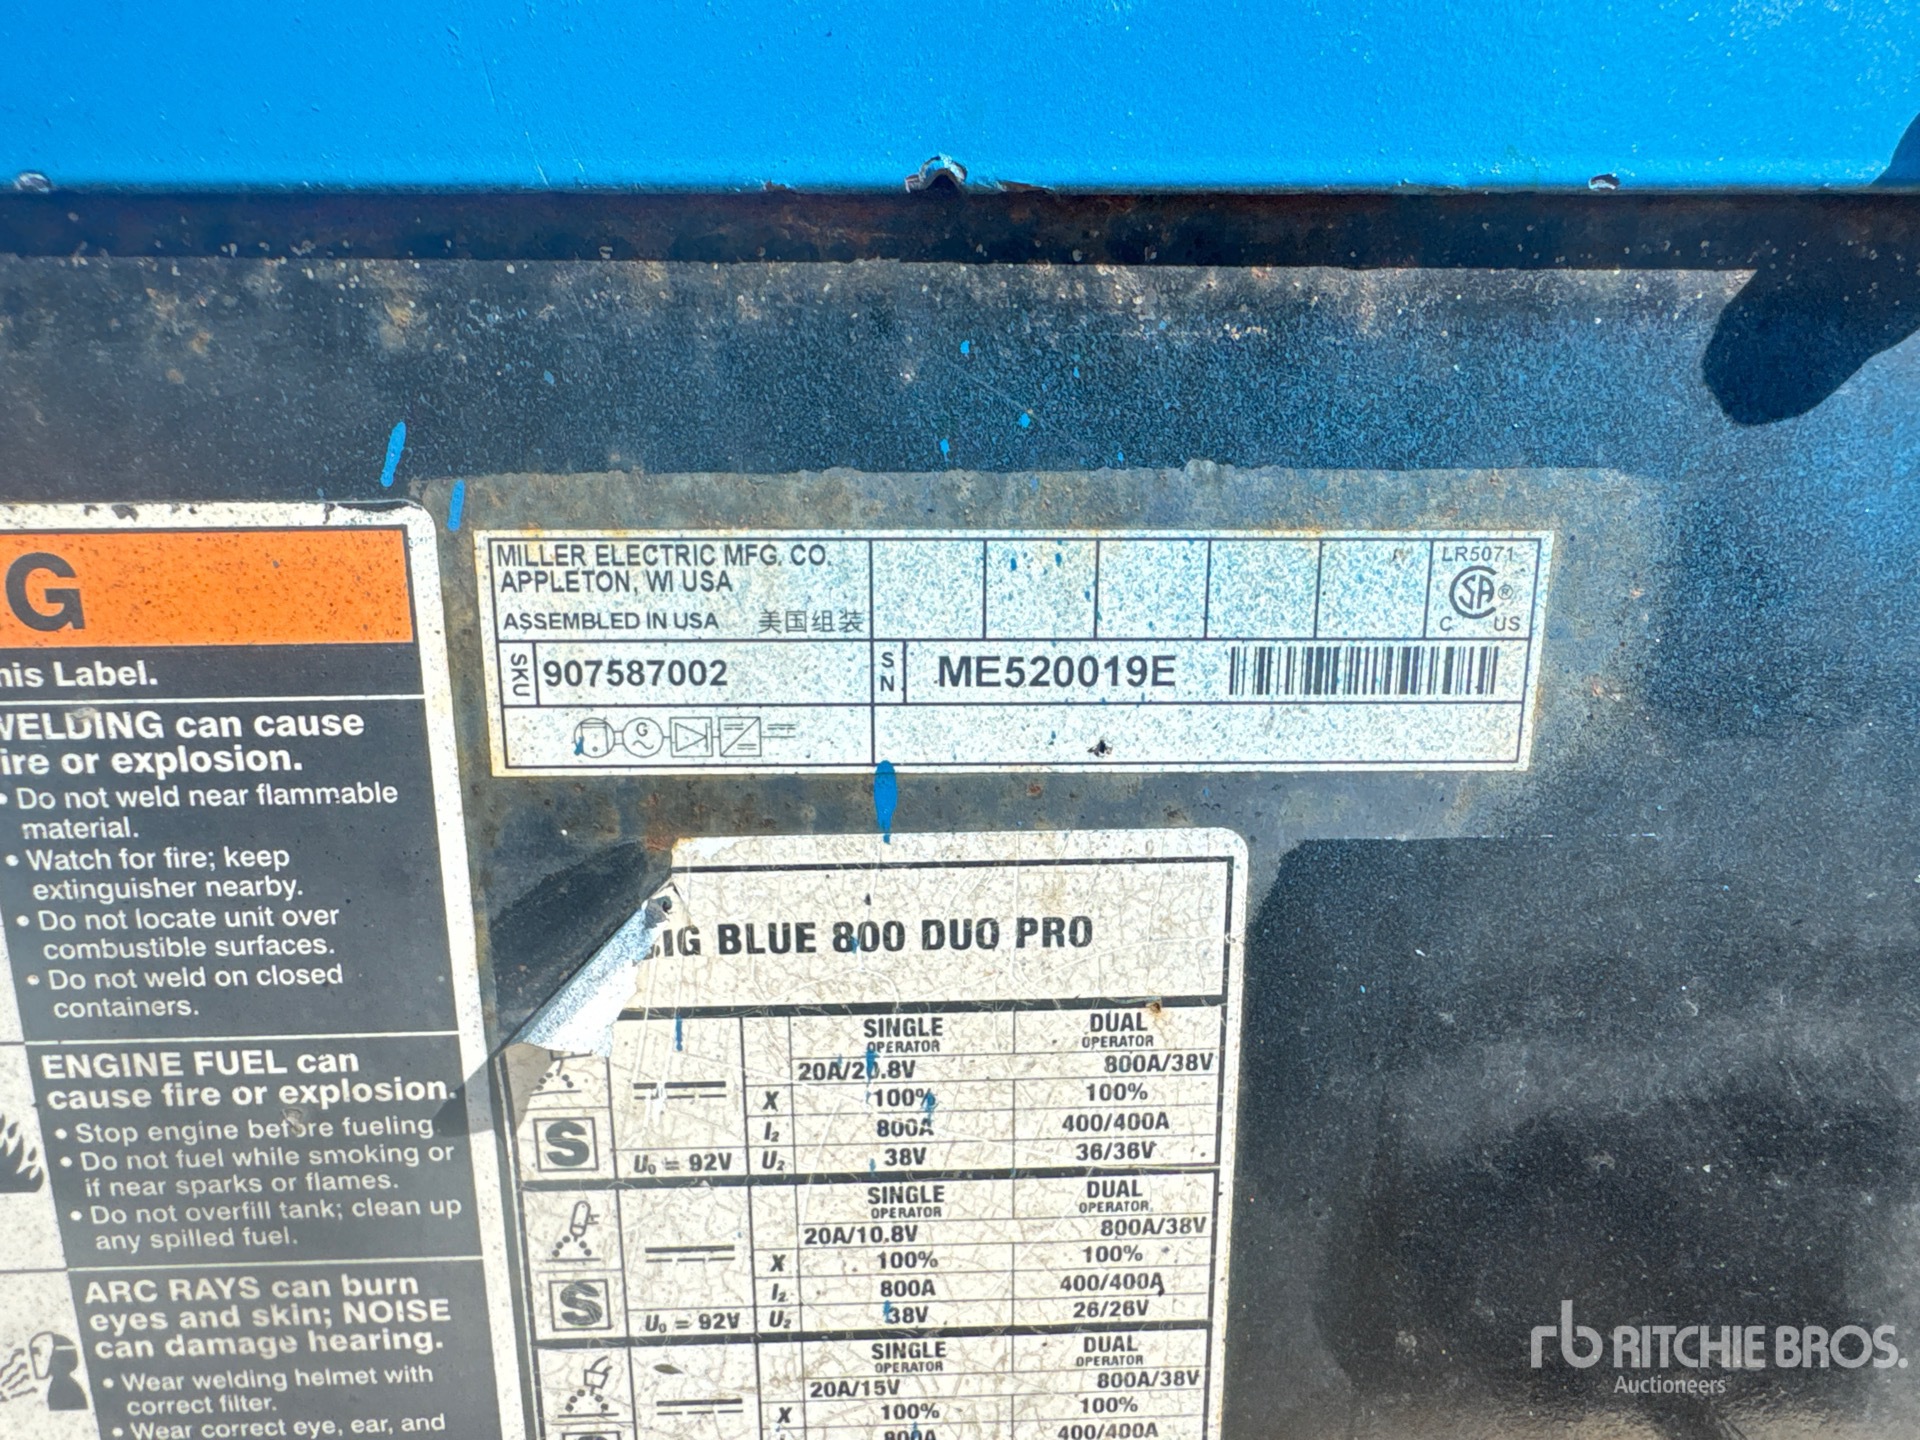 G
his Label.
WELDING can cause
fire or explosion.
• Do not weld near flammable
material.
• Watch for fire; keep
extinguisher nearby.
• Do not locate unit over
combustible surfaces.
• Do not weld on closed
containers.
ENGINE FUEL can
cause fire or explosion.
• Stop engine before fueling.
• Do not fuel while smoking or
if near sparks or flames.
• Do not overfill tank; clean up
any spilled fuel.
ARC RAYS can burn
eyes and skin; NOISE
can damage hearing.
• Wear welding helmet with
correct filter.
• Wear correct eye, ear, and
MILLER ELECTRIC MFG. CO.
APPLETON, WI USA
ASSEMBLED IN USA 美国组装
LR5071
SA ®
C US
SKU 907587002 SN ME520019E
G
BIG BLUE 800 DUO PRO
SINGLE OPERATOR DUAL OPERATOR
20A/20.8V 800A/38V
X 100% 100%
I2 800A 400/400A
S U0 = 92V U2 38V 36/36V
SINGLE OPERATOR DUAL OPERATOR
20A/10.8V 800A/38V
X 100% 100%
I2 800A 400/400A
S U0 = 92V U2 38V 26/26V
SINGLE OPERATOR DUAL OPERATOR
20A/15V 800A/38V
X 100% 100%
800A 400/400A
rb RITCHIE BROS.
Auctioneers